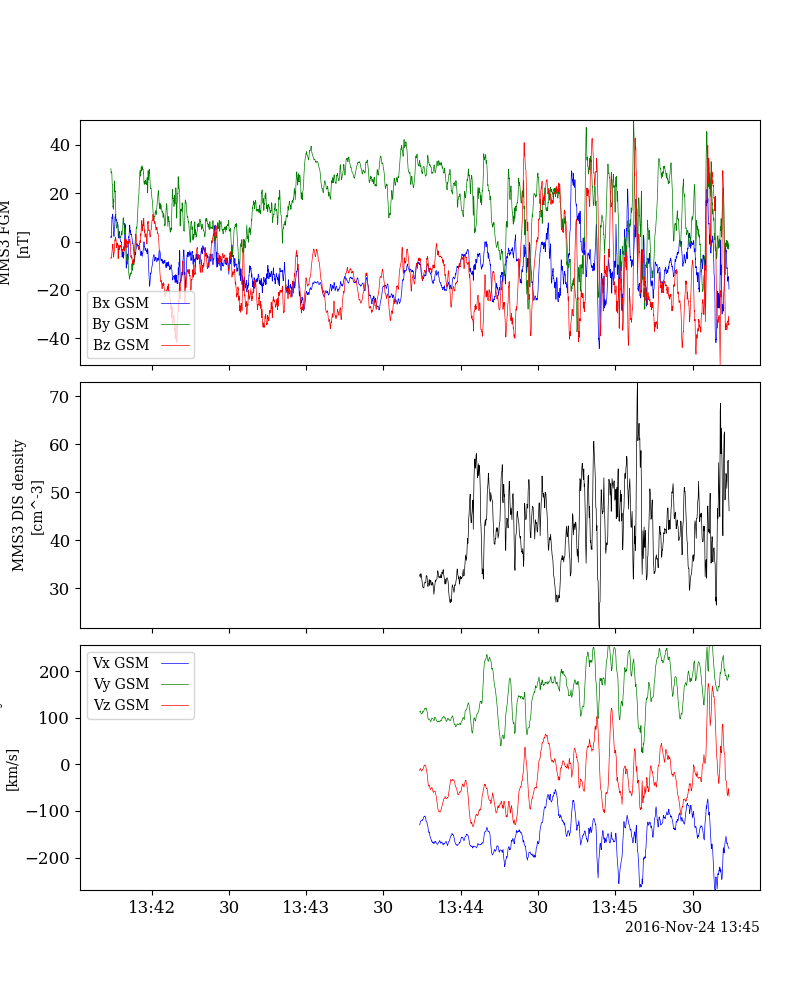 40
20
0
−20
−40
MMS3 FGM
[nT]
Bx GSM
By GSM
Bz GSM
70
60
50
40
30
MMS3 DIS density
[cm^-3]
200
100
0
−100
−200
[km/s]
Vx GSM
Vy GSM
Vz GSM
13:42 30 13:43 30 13:44 30 13:45 30
2016-Nov-24 13:45